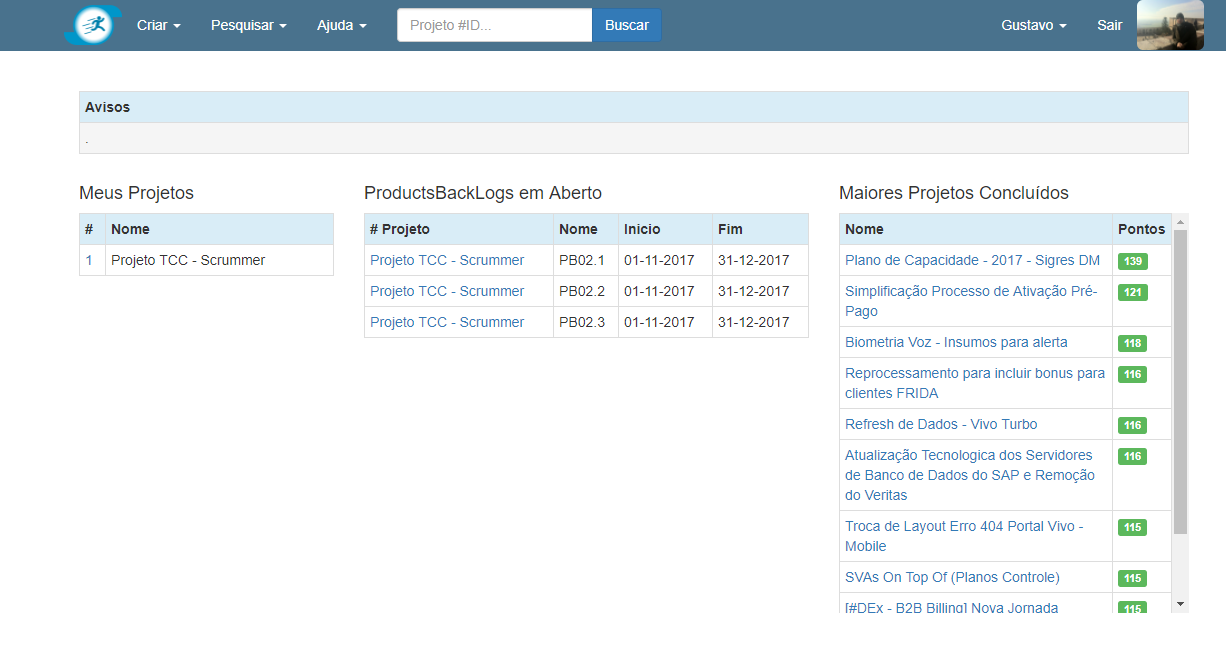 Criar Pesquisar Ajuda Projeto #ID... Buscar Gustavo Sair
Avisos
.
Meus Projetos
# Nome
1 Projeto TCC - Scrummer
ProductsBackLogs em Aberto
# Projeto Nome Inicio Fim
Projeto TCC - Scrummer PB02.1 01-11-2017 31-12-2017
Projeto TCC - Scrummer PB02.2 01-11-2017 31-12-2017
Projeto TCC - Scrummer PB02.3 01-11-2017 31-12-2017
Maiores Projetos Concluídos
Nome Pontos
Plano de Capacidade - 2017 - Sigres DM 139
Simplificação Processo de Ativação Pré- 121
Pago
Biometria Voz - Insumos para alerta 118
Reprocessamento para incluir bonus para 116
clientes FRIDA
Refresh de Dados - Vivo Turbo 116
Atualização Tecnologica dos Servidores 116
de Banco de Dados do SAP e Remoção
do Veritas
Troca de Layout Erro 404 Portal Vivo - 115
Mobile
SVAs On Top Of (Planos Controle) 115
[#DEx - B2B Billing] Nova Jornada 115